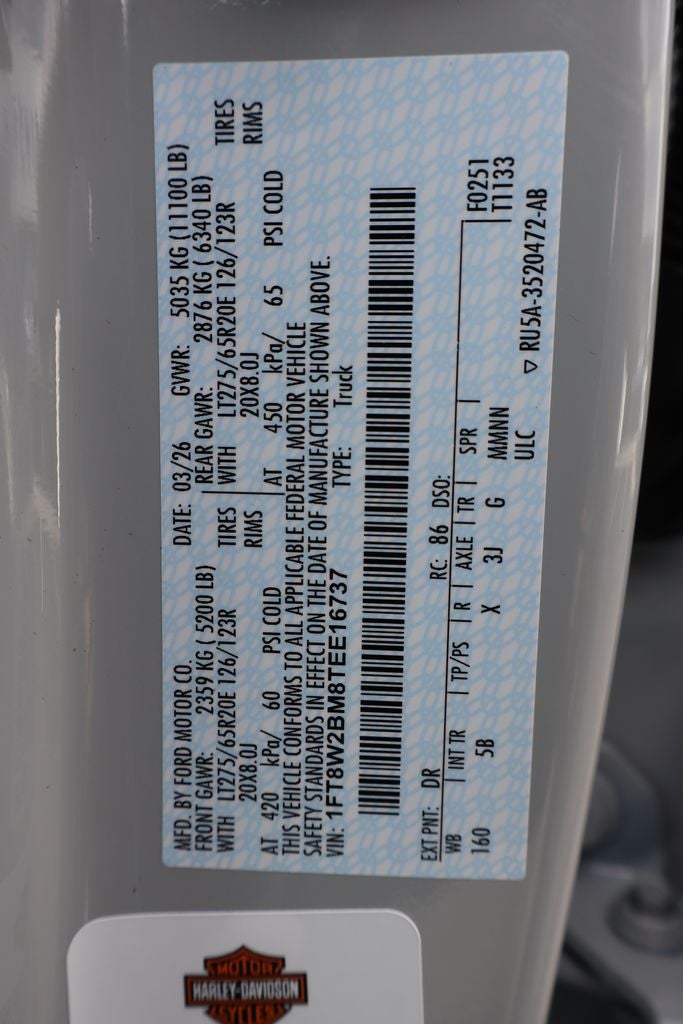 MFD. BY FORD MOTOR CO.
DATE: 03/26 GVWR: 5035 KG (11100 LB)
FRONT GAWR: 2359 KG ( 5200 LB)
REAR GAWR: 2876 KG ( 6340 LB)
WITH LT275/65R20E 126/123R TIRES
WITH LT275/65R20E 126/123R TIRES
20X8.0J RIMS
20X8.0J RIMS
AT 420 kPa/ 60 PSI COLD
AT 450 kPa/ 65 PSI COLD
THIS VEHICLE CONFORMS TO ALL APPLICABLE FEDERAL MOTOR VEHICLE
SAFETY STANDARDS IN EFFECT ON THE DATE OF MANUFACTURE SHOWN ABOVE.
VIN: 1FT8W2BM8TEE16737 TYPE: Truck
EXT PNT: DR RC: 86 DSO:
WB | INT TR | TP/PS | R | AXLE | TR | SPR | F0251
160 5B X 3J G MMNN T1133
ULC ▽ RU5A-3520472-AB
MOTOR
HARLEY-DAVIDSON
CYCLES